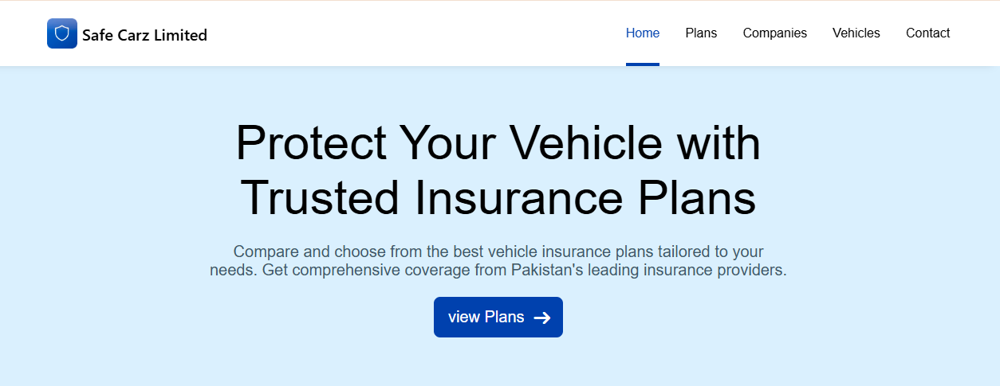 Safe Carz Limited
Home Plans Companies Vehicles Contact
Protect Your Vehicle with
Trusted Insurance Plans
Compare and choose from the best vehicle insurance plans tailored to your
needs. Get comprehensive coverage from Pakistan's leading insurance providers.
view Plans